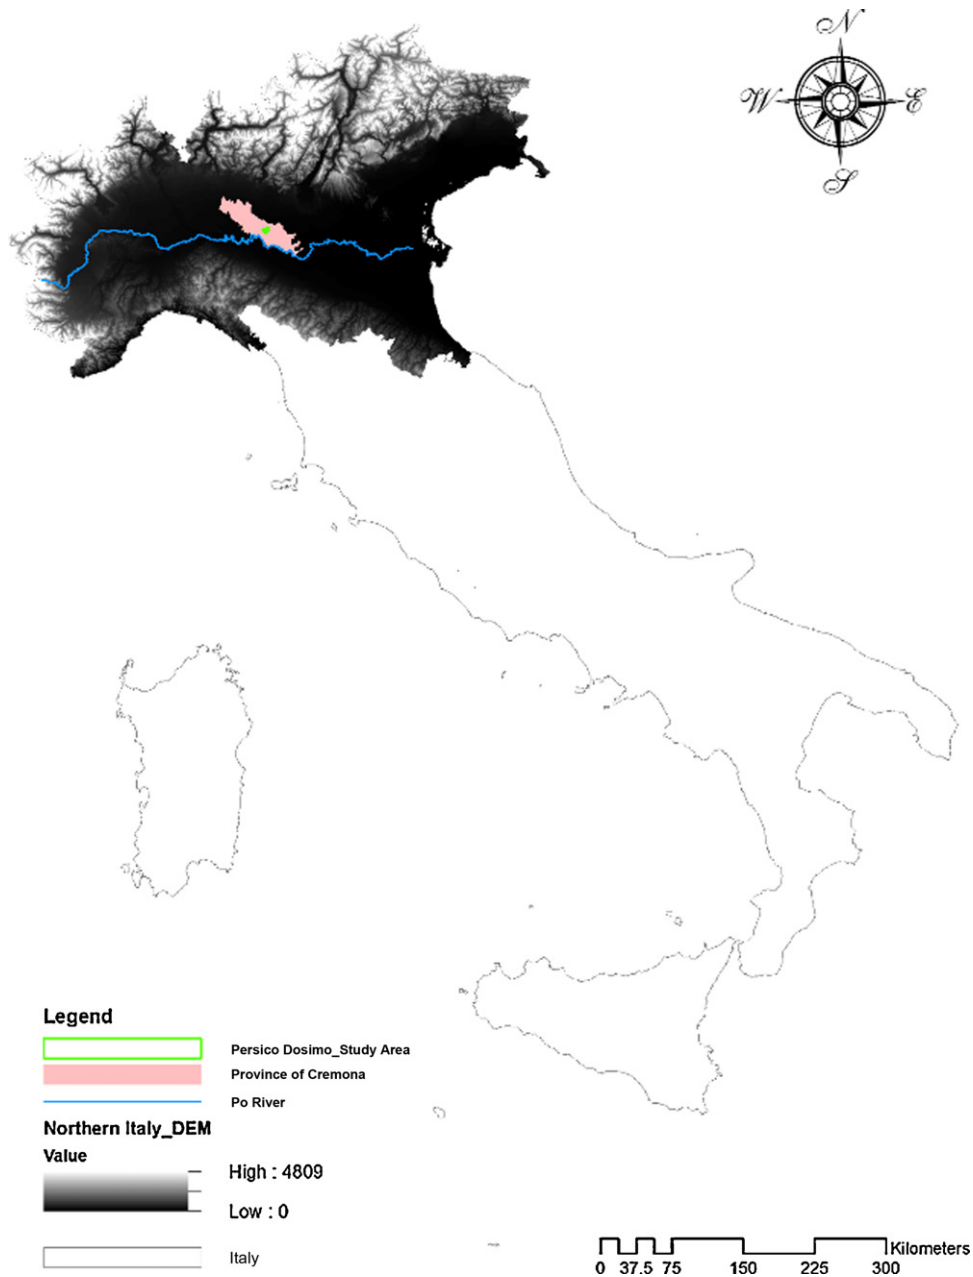 N
W E
S
Legend
Persico Dosimo_Study Area
Province of Cremona
Po River
Northern Italy_DEM
Value
High : 4809
Low : 0
Italy
Kilometers
0 37.5 75 150 225 300